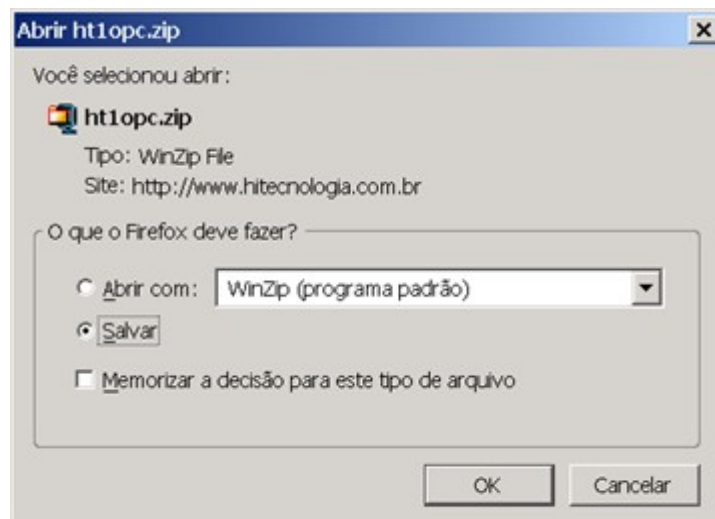 Abrir ht1opc.zip
Você selecionou abrir:
ht1opc.zip
Tipo: WinZip File
Site: http://www.hitecnologia.com.br
O que o Firefox deve fazer?
Abrir com: WinZip (programa padrão)
Salvar
Memorizar a decisão para este tipo de arquivo
OK Cancelar